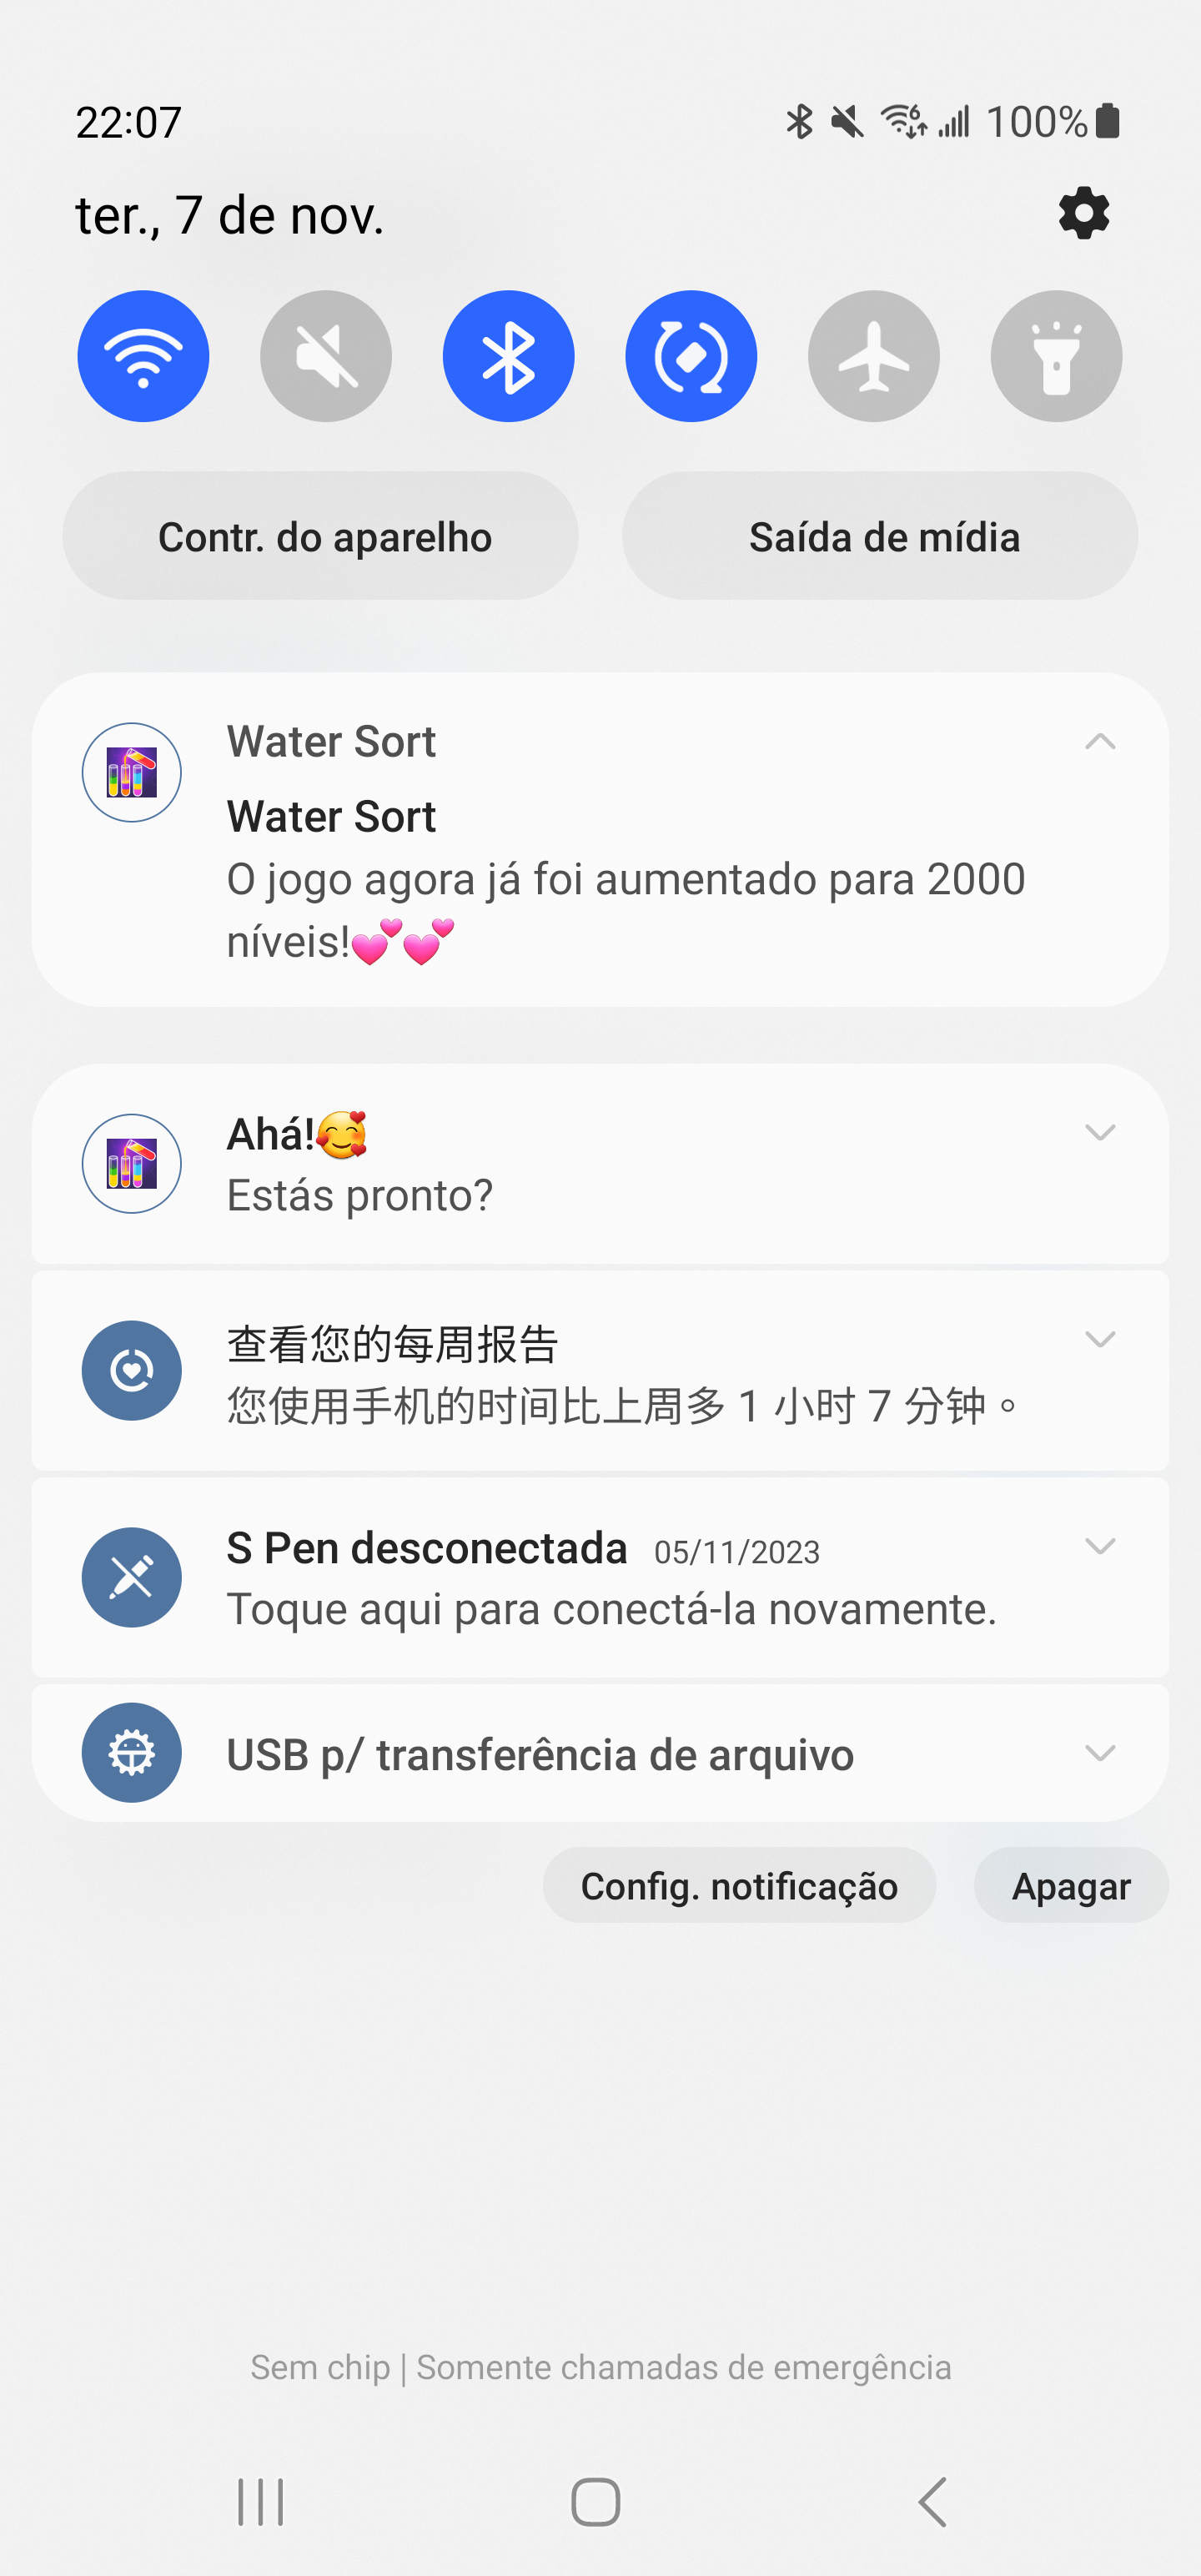 22:07
100%
ter., 7 de nov.
Contr. do aparelho
Saída de mídia
Water Sort
Water Sort
O jogo agora já foi aumentado para 2000
níveis!💕💕
Ahá!🥰
Estás pronto?
查看您的每周报告
您使用手机的时间比上周多 1 小时 7 分钟。
S Pen desconectada 05/11/2023
Toque aqui para conectá-la novamente.
USB p/ transferência de arquivo
Config. notificação
Apagar
Sem chip | Somente chamadas de emergência